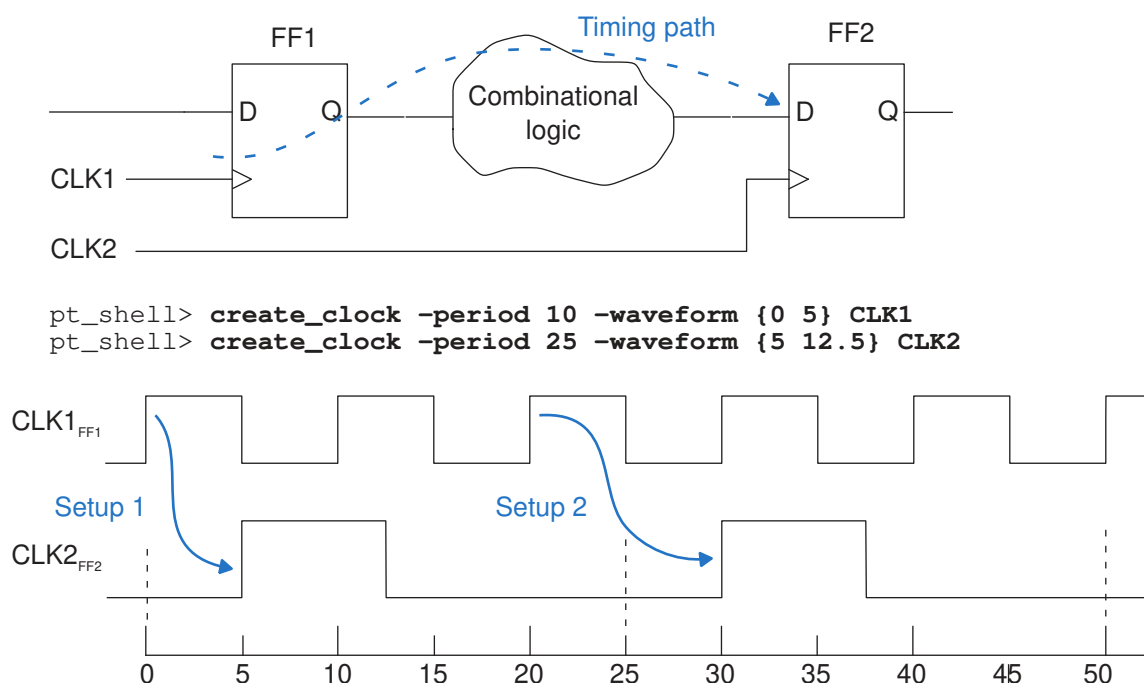 Timing path
FF1
FF2
Combinational
logic
D
Q
D
Q
CLK1
CLK2
pt_shell> create_clock –period 10 –waveform {0 5} CLK1
pt_shell> create_clock –period 25 –waveform {5 12.5} CLK2
CLK1FF1
Setup 1
Setup 2
CLK2FF2
0 5 10 15 20 25 30 35 40 45 50